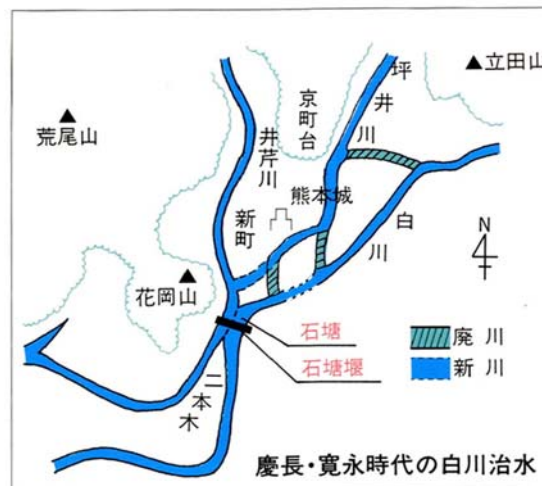 ▲立田山
坪井川
京町台
▲
荒尾山
井芹川
熊本城
新町
白川
N
▲
花岡山
石塘
石塘堰
廃川
新川
二本木
慶長・寛永時代の白川治水